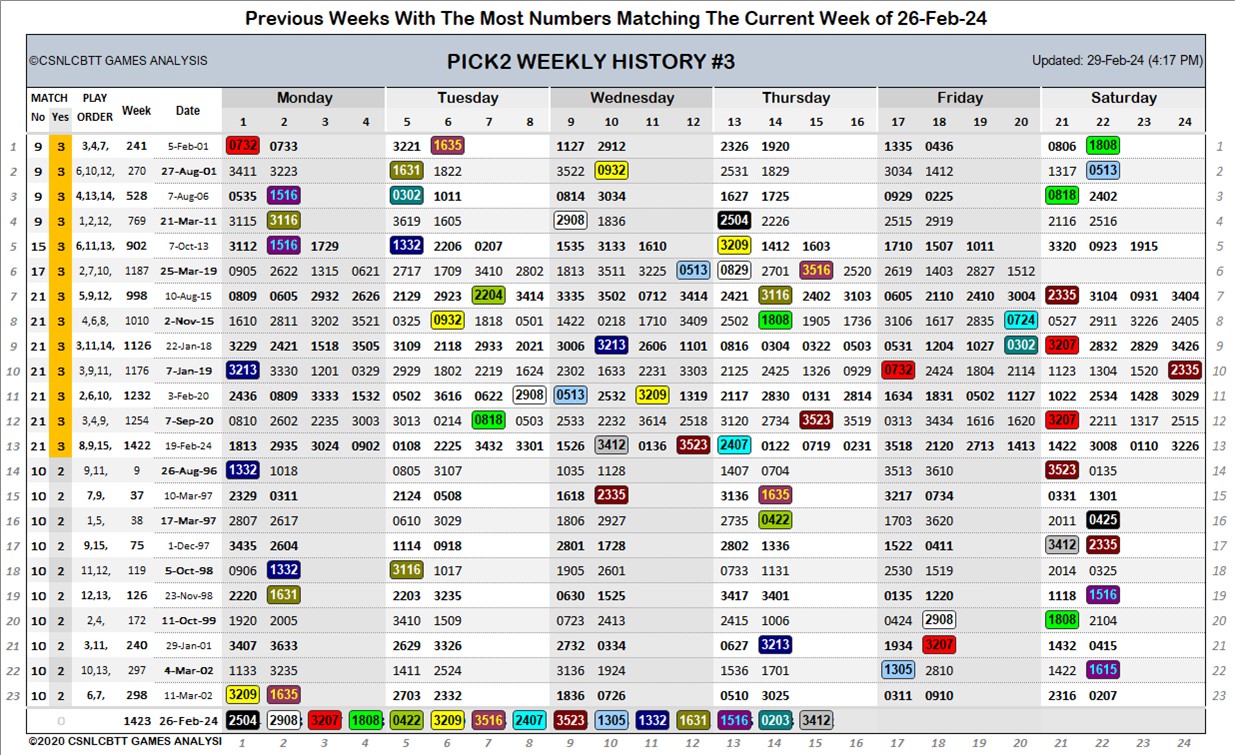 Previous Weeks With The Most Numbers Matching The Current Week of 26-Feb-24
©CSNLCBTT GAMES ANALYSIS PICK2 WEEKLY HISTORY #3 Updated: 29-Feb-24 (4:17 PM)
MATCH PLAY Week Date Monday Tuesday Wednesday Thursday Friday Saturday
No Yes ORDER 1 2 3 4 5 6 7 8 9 10 11 12 13 14 15 16 17 18 19 20 21 22 23 24
1 9 3 3,4,7, 241 5-Feb-01 0732 0733 3221 1635 1127 2912 2326 1920 1335 0436 0806 1808 1
2 9 3 6,10,12, 270 27-Aug-01 3411 3223 1631 1822 3522 0932 2531 1829 3034 1412 1317 0513 2
3 9 3 4,13,14, 528 7-Aug-06 0535 1516 0302 1011 0814 3034 1627 1725 0929 0225 0818 2402 3
4 9 3 1,2,12, 769 21-Mar-11 3115 3116 3619 1605 2908 1836 2504 2226 2515 2919 2116 2516 4
5 15 3 6,11,13, 902 7-Oct-13 3112 1516 1729 1332 2206 0207 1535 3133 1610 3209 1412 1603 1710 1507 1011 3320 0923 1915 5
6 17 3 2,7,10, 1187 25-Mar-19 0905 2622 1315 0621 2717 1709 3410 2802 1813 3511 3225 0513 0829 2701 3516 2520 2619 1403 2827 1512 6
7 21 3 5,9,12, 998 10-Aug-15 0809 0605 2932 2626 2129 2923 2204 3414 3335 3502 0712 3414 2421 3116 2402 3103 0605 2110 2410 3004 2335 3104 0931 3404 7
8 21 3 4,6,8, 1010 2-Nov-15 1610 2811 3202 3521 0325 0932 1818 0501 1422 0218 1710 3409 2502 1808 1905 1736 3106 1617 2835 0724 0527 2911 3226 2405 8
9 21 3 3,11,14, 1126 22-Jan-18 3229 2421 1518 3505 3109 2118 2933 2021 3006 3213 2606 1101 0816 0304 0322 0503 0531 1204 1027 0302 3207 2832 2829 3426 9
10 21 3 3,9,11, 1176 7-Jan-19 3213 3330 1201 0329 2929 1802 2219 1624 2302 1633 2231 3303 2125 2425 1326 0929 0732 2424 1804 2114 1123 1304 1520 2335 10
11 21 3 2,6,10, 1232 3-Feb-20 2436 0809 3333 1532 0502 3616 0622 2908 0513 2532 3209 1319 2117 2830 0131 2814 1634 1831 0502 1127 1022 2534 1428 3029 11
12 21 3 3,4,9, 1254 7-Sep-20 0810 2602 2235 3001 3013 0214 0818 0503 2533 2232 3614 2518 3120 2734 3523 3519 0313 3434 1616 1620 3207 2211 1317 2515 12
13 21 3 8,9,15, 1422 19-Feb-24 1813 2935 3024 0902 0108 2225 3432 3301 1526 3412 0136 3523 2407 0122 0719 0231 3518 2120 2713 1413 1422 3008 0110 3226 13
14 10 2 9,11, 9 26-Aug-96 1332 1018 0805 3107 1035 1128 1407 0704 3513 3610 3523 0135 14
15 10 2 7,9, 37 10-Mar-97 2329 0311 2124 0508 1618 2335 3136 1635 3217 0734 0331 1301 15
16 10 2 1,5, 38 17-Mar-97 2807 2617 0610 3029 1806 2927 2735 0422 1703 3620 2011 0425 16
17 10 2 9,15, 75 1-Dec-97 3435 2604 1114 0918 2801 1728 2802 1336 1522 0411 3412 2335 17
18 10 2 11,12, 119 5-Oct-98 0906 1332 3116 1017 1905 2601 0733 1131 2530 1519 2014 0325 18
19 10 2 12,13, 126 23-Nov-98 2220 1631 2203 3235 0630 1525 3417 3401 0135 1220 1118 1516 19
20 10 2 2,4, 172 11-Oct-99 1920 2005 3410 1509 0723 2413 2415 1006 0424 2908 1808 2104 20
21 10 2 3,11, 240 29-Jan-01 3407 3633 2629 3326 2732 0334 0627 3213 1934 3207 1432 0415 21
22 10 2 10,13, 297 4-Mar-02 1133 3235 1411 2524 3136 1924 1536 1701 1305 2810 1422 1615 22
23 10 2 6,7, 298 11-Mar-02 3209 1635 2703 2332 1836 0726 0510 3025 0311 0910 2316 0207 23
0 1423 26-Feb-24 2504 2908 3207 1808 0422 3209 3516 2407 3523 1305 1332 1631 1516 0203 3412
©2020 CSNLCBTT GAMES ANALYSI 1 2 3 4 5 6 7 8 9 10 11 12 13 14 15 16 17 18 19 20 21 22 23 24